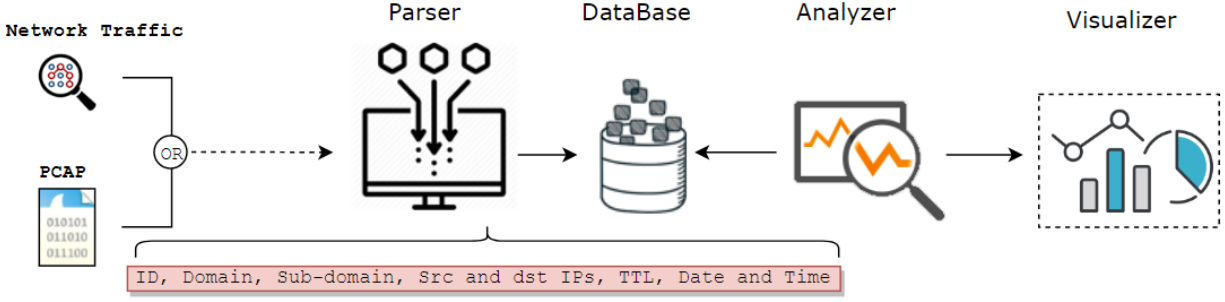 Parser
DataBase
Analyzer
Visualizer
Network Traffic
OR
PCAP
010101
011010
011100
ID, Domain, Sub-domain, Src and dst IPs, TTL, Date and Time